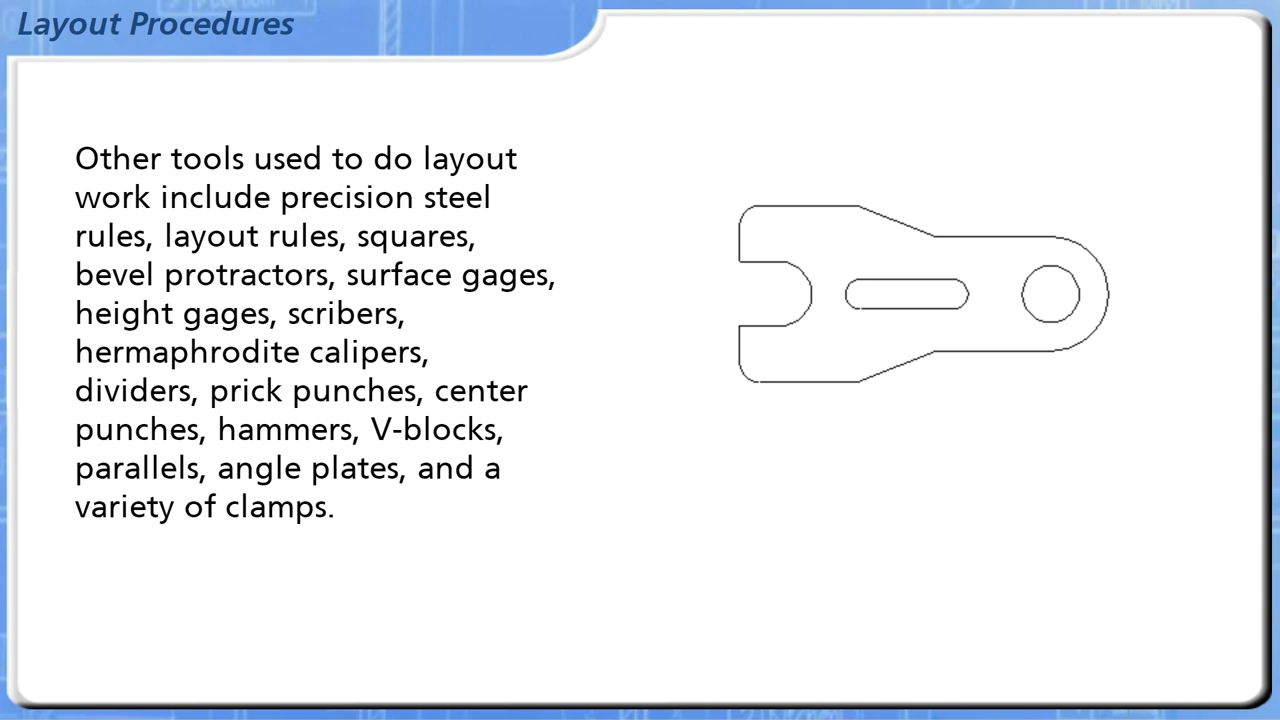 Layout Procedures
Other tools used to do layout
work include precision steel
rules, layout rules, squares,
bevel protractors, surface gages,
height gages, scribers,
hermaphrodite calipers,
dividers, prick punches, center
punches, hammers, V-blocks,
parallels, angle plates, and a
variety of clamps.